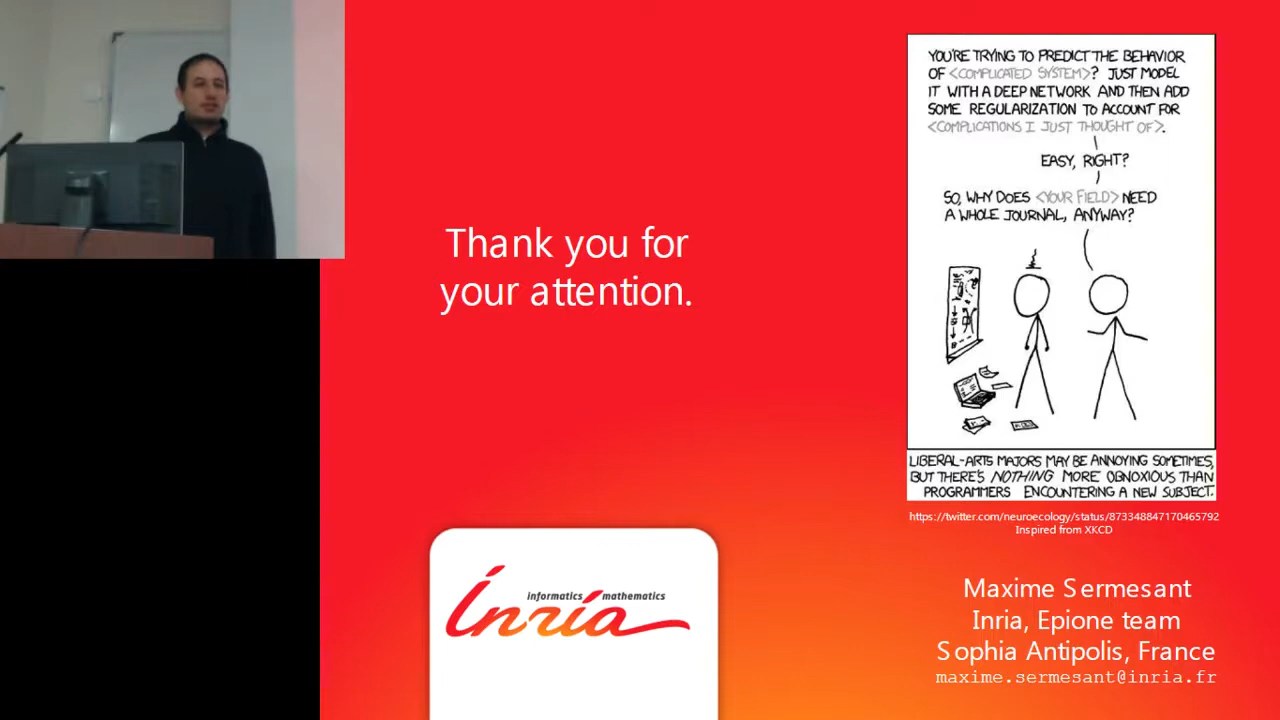 Thank you for
your attention.
YOU'RE TRYING TO PREDICT THE BEHAVIOR
OF <COMPLICATED SYSTEM>? JUST MODEL
IT WITH A DEEP NETWORK AND THEN ADD
SOME REGULARIZATION TO ACCOUNT FOR
<COMPLICATIONS I JUST THOUGHT OF>.
EASY, RIGHT?
SO, WHY DOES <YOUR FIELD> NEED
A WHOLE JOURNAL, ANYWAY?
LIBERAL-ARTS MAJORS MAY BE ANNOYING SOMETIMES,
BUT THERE'S NOTHING MORE OBNOXIOUS THAN
PROGRAMMERS ENCOUNTERING A NEW SUBJECT.
https://twitter.com/neuroecology/status/873348847170465792
Inspired from XKCD
informatics mathematics
Inria
Maxime Sermesant
Inria, Epione team
Sophia Antipolis, France
maxime.sermesant@inria.fr